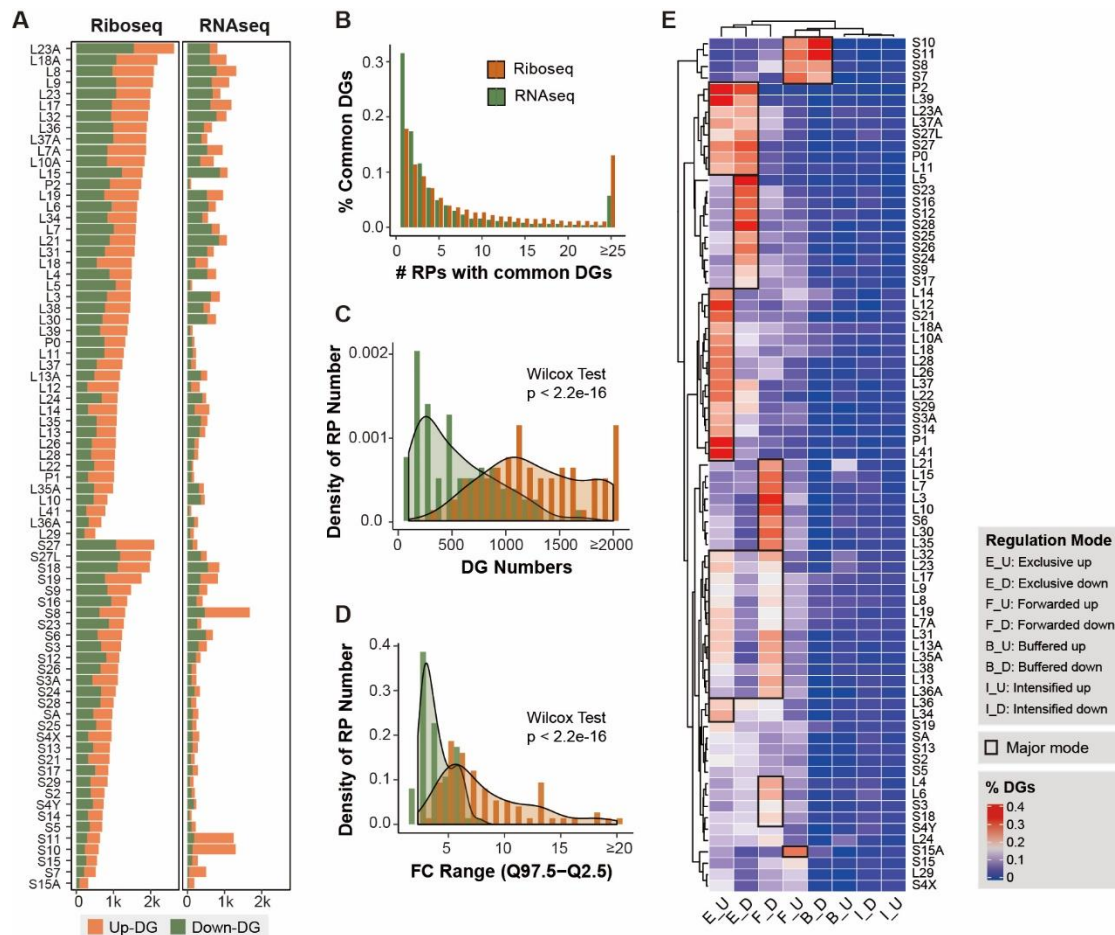 A
Riboseq
RNAseq
L23A
L18A
L8
L9
L23
L17
L32
L36
L37A
L7A
L10A
L15
P2
L19
L6
L34
L7
L21
L31
L18
L4
L5
L3
L38
L30
L39
P0
L11
L37
L13A
L12
L24
L14
L35
L13
L26
L28
L22
P1
L35A
L10
L41
L36A
L29
S27
S27L
S18
S19
S9
S16
S8
S23
S6
S3
S12
S26
S3A
S24
S28
SA
S25
S4X
S13
S21
S17
S29
S2
S4Y
S14
S5
S11
S10
S15
S7
S15A
0 1k 2k 0 1k 2k
Up-DG Down-DG
B
% Common DGs
0.3
0.2
0.1
0.0
Riboseq
RNAseq
0 5 10 15 20 ≥25
# RPs with common DGs
C
Density of RP Number
0.002
0.001
0.0
Wilcox Test
p < 2.2e-16
0 500 1000 1500 ≥2000
DG Numbers
D
Density of RP Number
0.4
0.3
0.2
0.1
0.0
Wilcox Test
p < 2.2e-16
5 10 15 ≥20
FC Range (Q97.5−Q2.5)
E
S10
S11
S8
S7
P2
L39
L23A
L37A
S27L
S27
P0
L11
L5
S23
S16
S12
S28
S25
S26
S24
S9
S17
L14
L12
S21
L18A
L10A
L18
L28
L26
L37
L22
S29
S3A
S14
P1
L41
L21
L15
L7
L3
L10
S6
L30
L35
L32
L23
L17
L9
L8
L19
L7A
L31
L13A
L35A
L38
L13
L36A
L36
L34
S19
SA
S13
S2
S5
L4
L6
S3
S18
S4Y
L24
S15A
S15
L29
S4X
E_U E_D F_D F_U B_D B_U I_D I_U
Regulation Mode
E_U: Exclusive up
E_D: Exclusive down
F_U: Forwarded up
F_D: Forwarded down
B_U: Buffered up
B_D: Buffered down
I_U: Intensified up
I_D: Intensified down
Major mode
% DGs
0.4
0.3
0.2
0.1
0